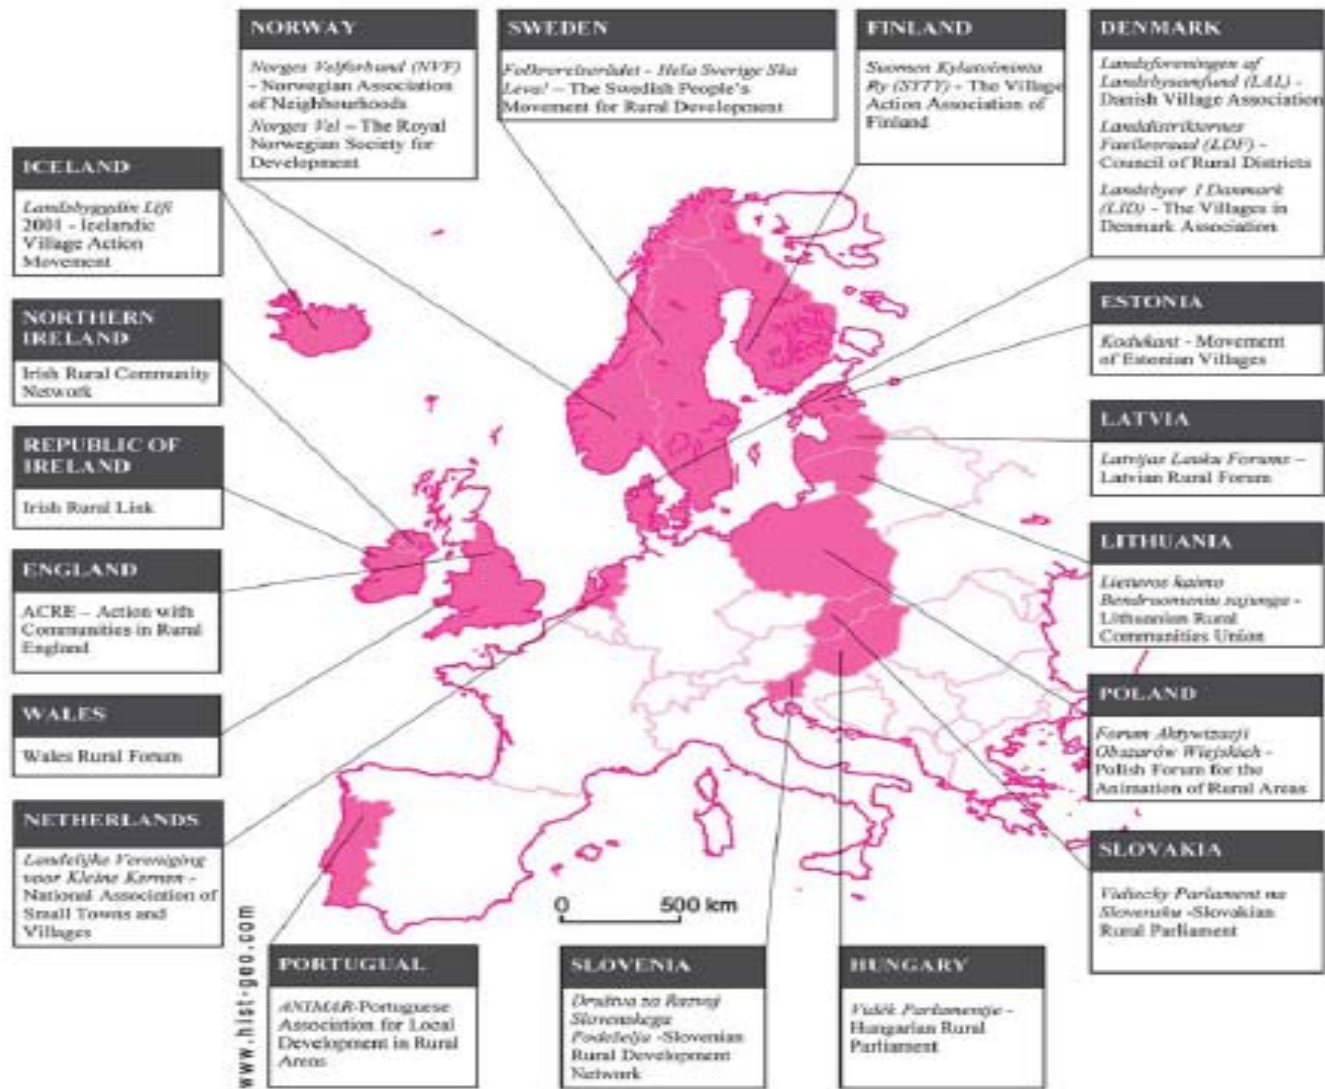 NORWAY
Norges Velforbund (NVF)
- Norwegian Association
of Neighbourhoods
Norges Vel – The Royal
Norwegian Society for
Development
SWEDEN
Folkrorelserådet - Hela Sverige Ska
Leva! – The Swedish People's
Movement for Rural Development
FINLAND
Suomen Kylatoiminta
Ry (SYTY) - The Village
Action Association of
Finland
DENMARK
Landsforeningen af
Landsbysamfund (LAL) -
Danish Village Association
Landdistrikternes
Faellesraad (LDF) -
Council of Rural Districts
Landsbyer I Danmark
(LID) - The Villages in
Denmark Association
ICELAND
Landsbyggdin Lifi
2001 - Icelandic
Village Action
Movement
NORTHERN
IRELAND
Irish Rural Community
Network
REPUBLIC OF
IRELAND
Irish Rural Link
ENGLAND
ACRE – Action with
Communities in Rural
England
WALES
Wales Rural Forum
NETHERLANDS
Landelijke Vereniging
voor Kleine Kernen -
National Association of
Small Towns and
Villages
ESTONIA
Kodukant - Movement
of Estonian Villages
LATVIA
Latvijas Lauku Forums –
Latvian Rural Forum
LITHUANIA
Lietuvos kaimo
Bendruomeniu sajunga -
Lithuanian Rural
Communities Union
POLAND
Forum Aktywizacji
Obszarów Wiejskich -
Polish Forum for the
Animation of Rural Areas
SLOVAKIA
Vidiecky Parlament na
Slovensku -Slovakian
Rural Parliament
0 500 km
www.hist-geo.com
PORTUGUAL
ANIMAR-Portuguese
Association for Local
Development in Rural
Areas
SLOVENIA
Društva za Razvoj
Slovenskega
Podeželja -Slovenian
Rural Development
Network
HUNGARY
Vidék Parlamentje -
Hungarian Rural
Parliament